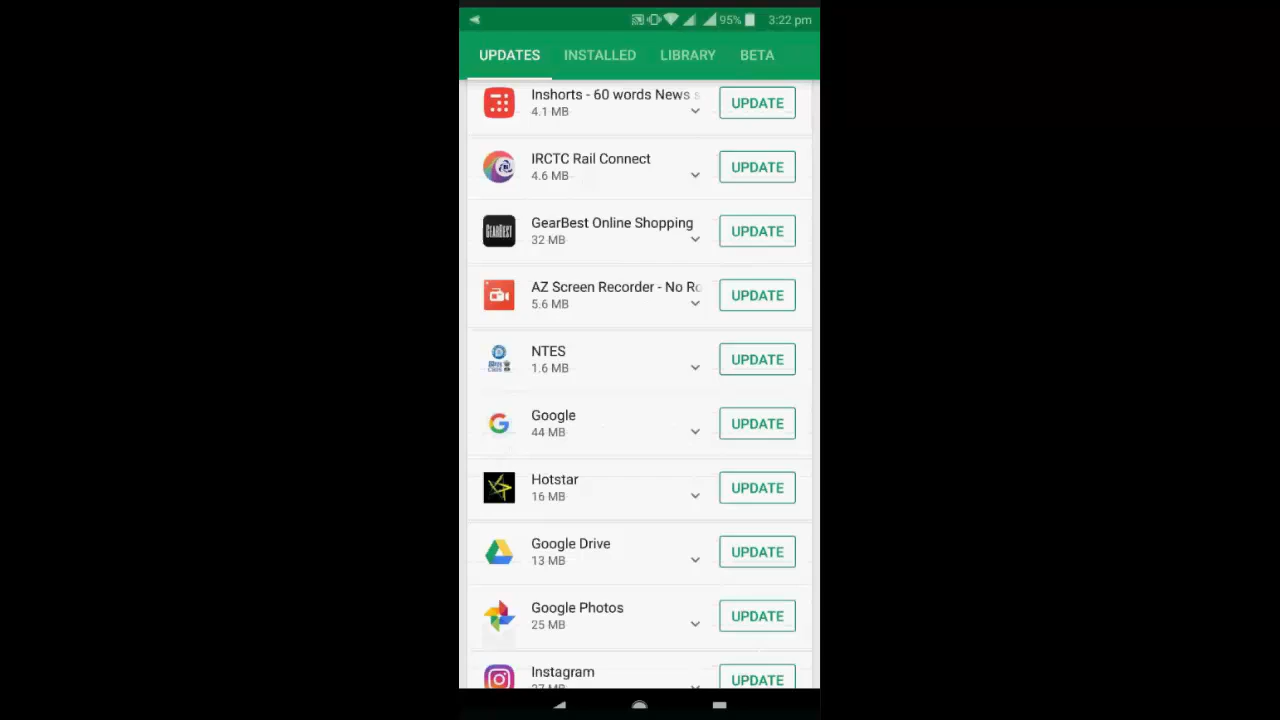 95% 3:22 pm
UPDATES INSTALLED LIBRARY BETA
Inshorts - 60 words News s
4.1 MB
UPDATE
IRCTC Rail Connect
4.6 MB
UPDATE
GEARBEST
GearBest Online Shopping
32 MB
UPDATE
AZ Screen Recorder - No Ro
5.6 MB
UPDATE
NTES
1.6 MB
UPDATE
Google
44 MB
UPDATE
Hotstar
16 MB
UPDATE
Google Drive
13 MB
UPDATE
Google Photos
25 MB
UPDATE
Instagram
UPDATE